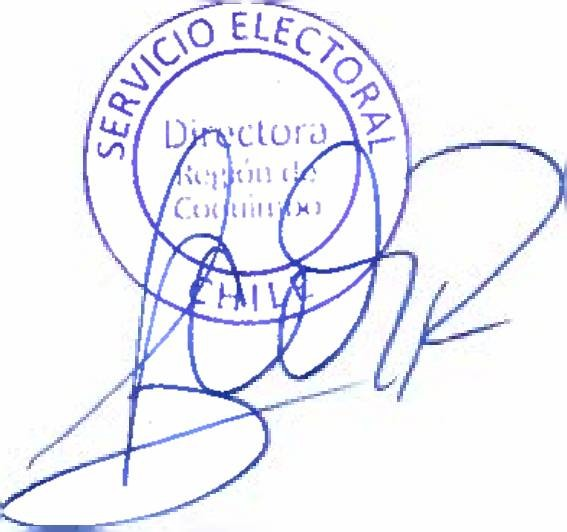 SERVICIO ELECTORAL
Directora
Región de
Coquimbo
CHILE